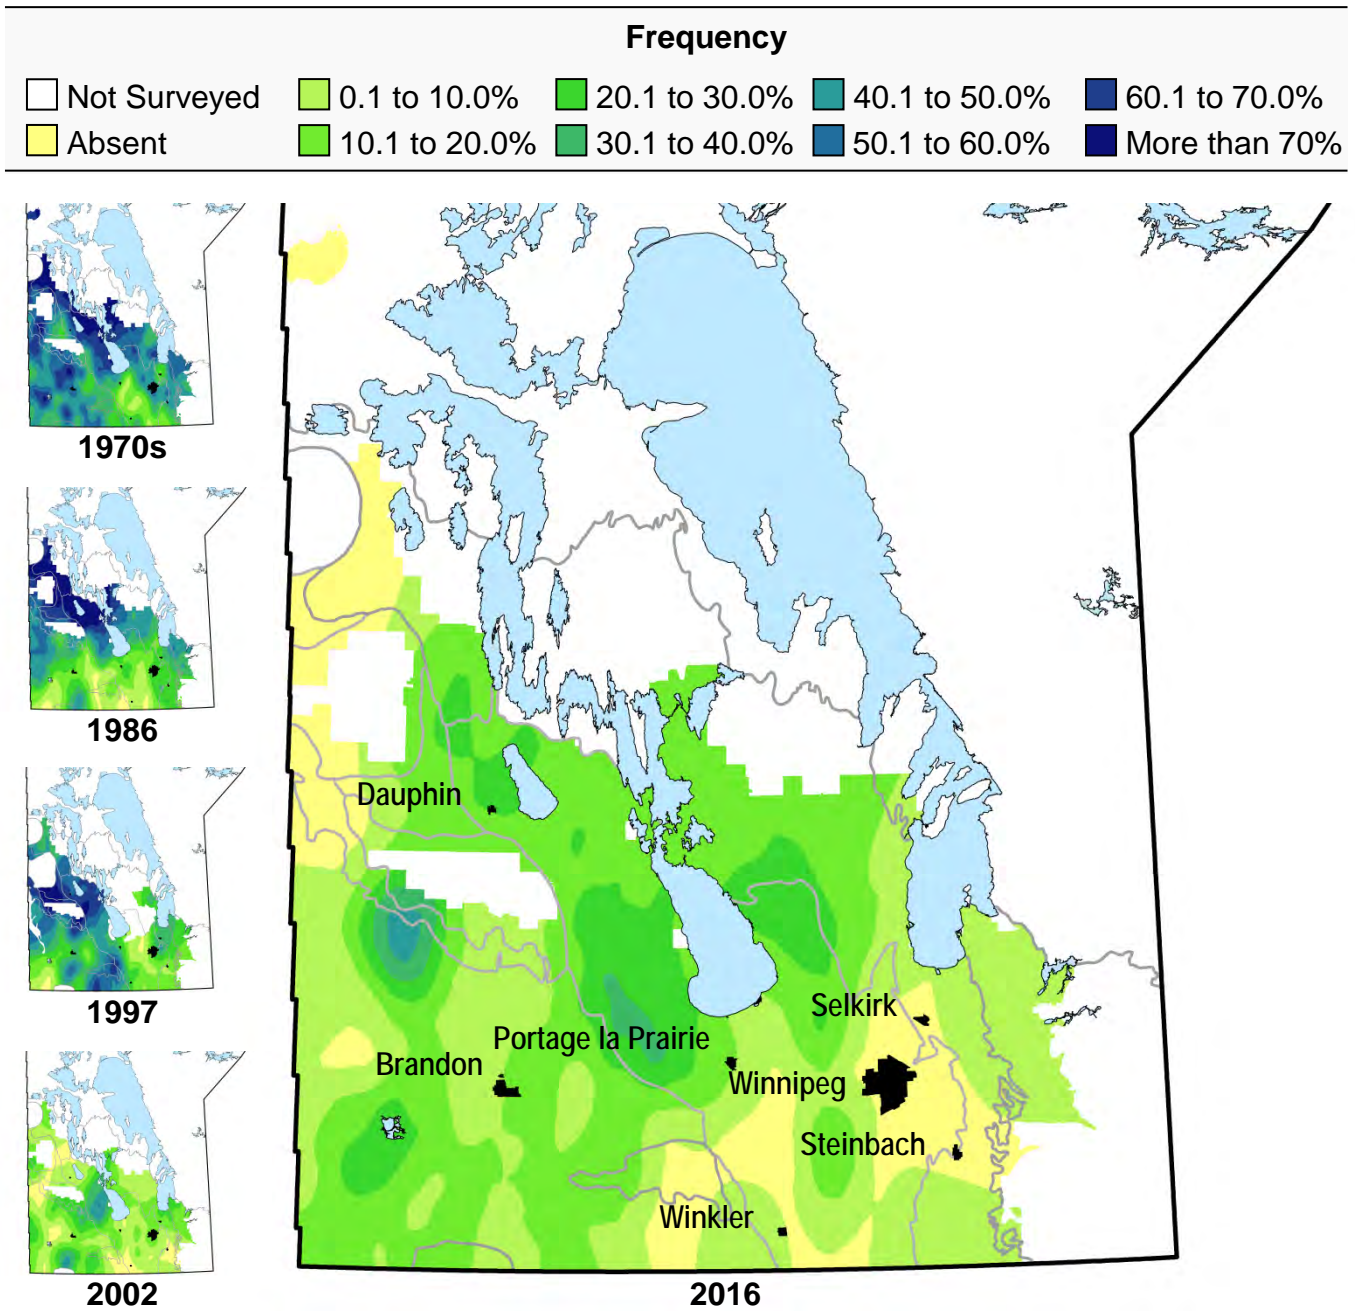 Frequency
Not Surveyed 0.1 to 10.0% 20.1 to 30.0% 40.1 to 50.0% 60.1 to 70.0%
Absent 10.1 to 20.0% 30.1 to 40.0% 50.1 to 60.0% More than 70%
1970s
1986
1997
2002
Dauphin
Selkirk
Portage la Prairie
Brandon
Winnipeg
Steinbach
Winkler
2016